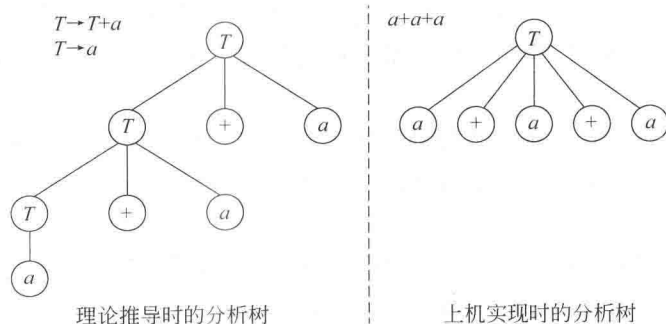 T→T+a
T→a
T
T + a
T + a
a
理论推导时的分析树
a+a+a
T
a + a + a
上机实现时的分析树